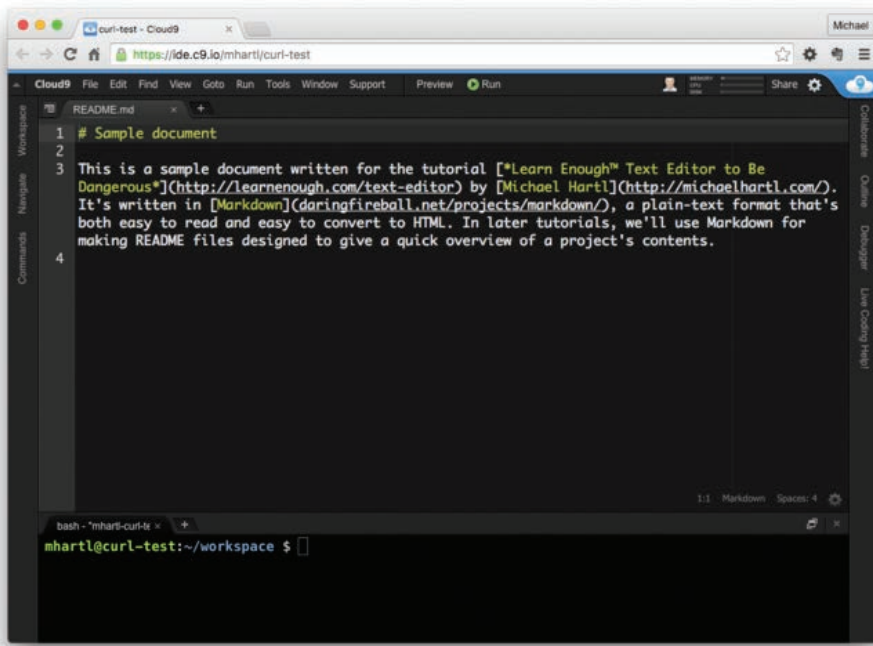 curl-test - Cloud9
Michael
https://ide.c9.io/mhartl/curl-test
Cloud9 File Edit Find View Goto Run Tools Window Support Preview Run
MEMORY
CPU
DISK
Share
README.md
Workspace
Navigate
Commands
1 # Sample document
2
3 This is a sample document written for the tutorial [*Learn Enough™ Text Editor to Be
Dangerous*](http://learnenough.com/text-editor) by [Michael Hartl](http://michaelhartl.com/).
It's written in [Markdown](daringfireball.net/projects/markdown/), a plain-text format that's
both easy to read and easy to convert to HTML. In later tutorials, we'll use Markdown for
making README files designed to give a quick overview of a project's contents.
4
Collaborate
Outline
Debugger
Live Coding Help!
1:1 Markdown Spaces: 4
bash - "mhartl-curl-te
mhartl@curl-test:~/workspace $